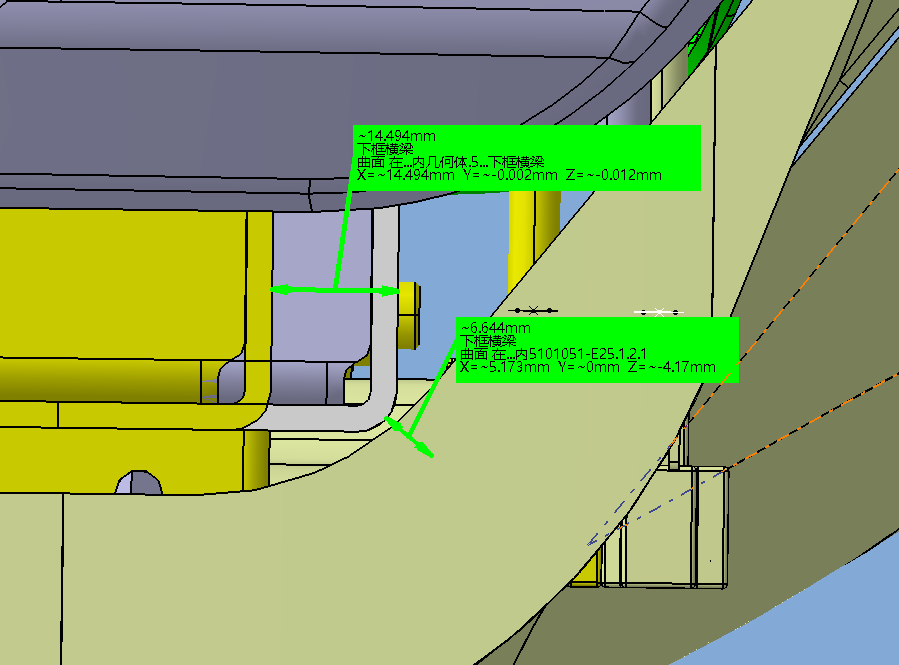 ~14.494mm
下框横梁
曲面 在...内几何体.5...下框横梁
X=~14.494mm Y=~-0.002mm Z=~-0.012mm
~6.644mm
下框横梁
曲面 在...内5101051-E25.1.2.1
X=~5.173mm Y=~0mm Z=~-4.17mm